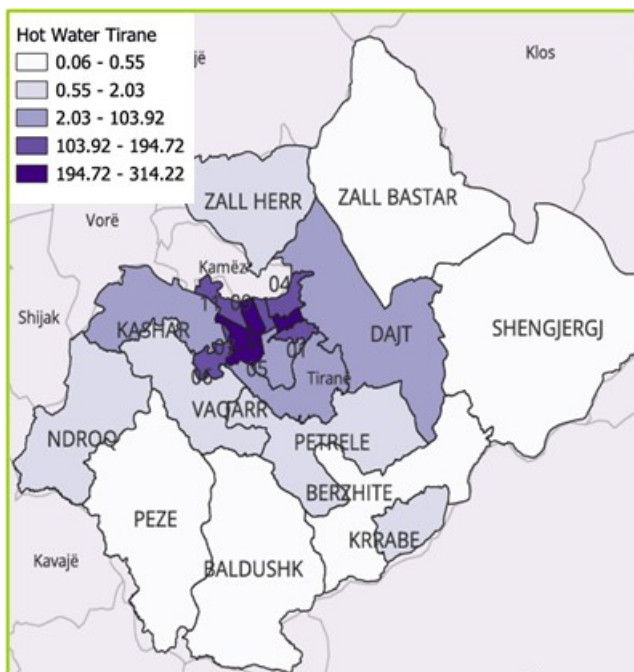 Hot Water Tirane
0.06 - 0.55
0.55 - 2.03
2.03 - 103.92
103.92 - 194.72
194.72 - 314.22
Klos
ZALL HERR
ZALL BASTAR
Vorë
Kamëz
04
Shijak
KASHAR
DAJT
SHENGJERGJ
01
05
Tiranë
06
VAQARR
NDROQ
PETRELE
BERZHITE
PEZE
KRRABE
Kavajë
BALDUSHK